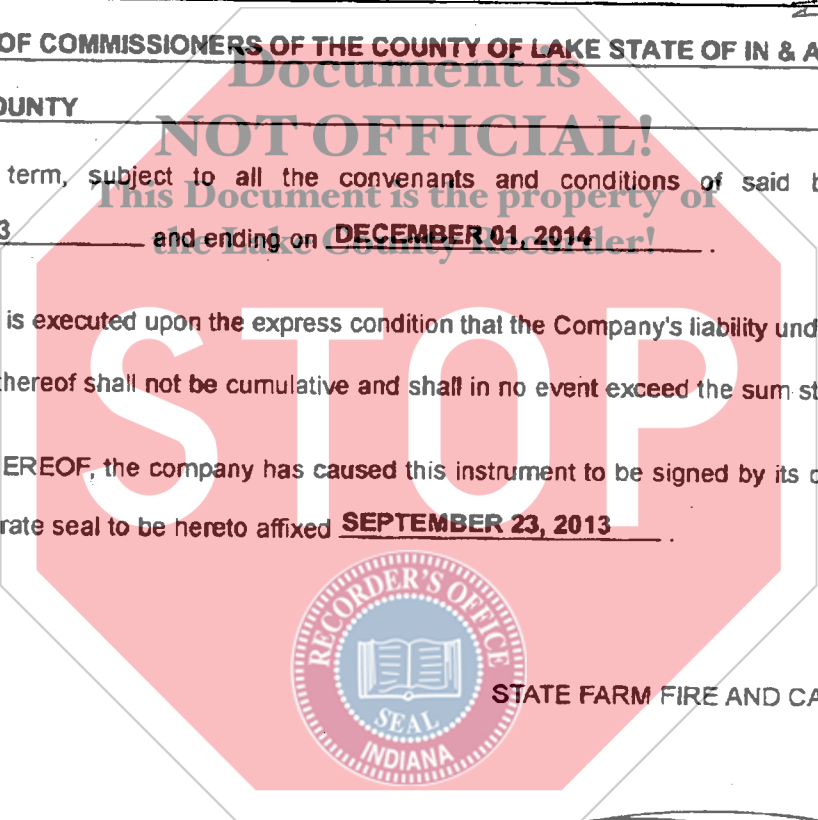 OF COMMISSIONERS OF THE COUNTY OF LAKE STATE OF IN & A
Document is
OUNTY
NOT OFFICIAL!
term, subject to all the convenants and conditions of said b
This Document is the property of
3 and ending on DECEMBER 01, 2014 .
the Lake County Recorder!
is executed upon the express condition that the Company's liability und
STOP
thereof shall not be cumulative and shall in no event exceed the sum st
EREOF, the company has caused this instrument to be signed by its o
rate seal to be hereto affixed SEPTEMBER 23, 2013 .
RECORDER'S OFFICE
SEAL
INDIANA
STATE FARM FIRE AND CA